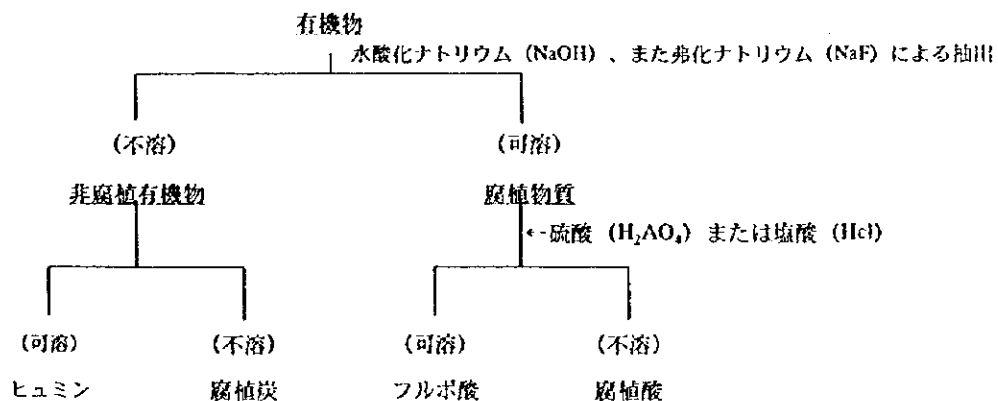 有機物
水酸化ナトリウム（NaOH）、また弗化ナトリウム（NaF）による抽出
（不溶） （可溶）
非腐植有機物 腐植物質
硫酸（H₂AO₄）または塩酸（Hcl）
（可溶） （不溶） （可溶） （不溶）
ヒュミン 腐植炭 フルボ酸 腐植酸